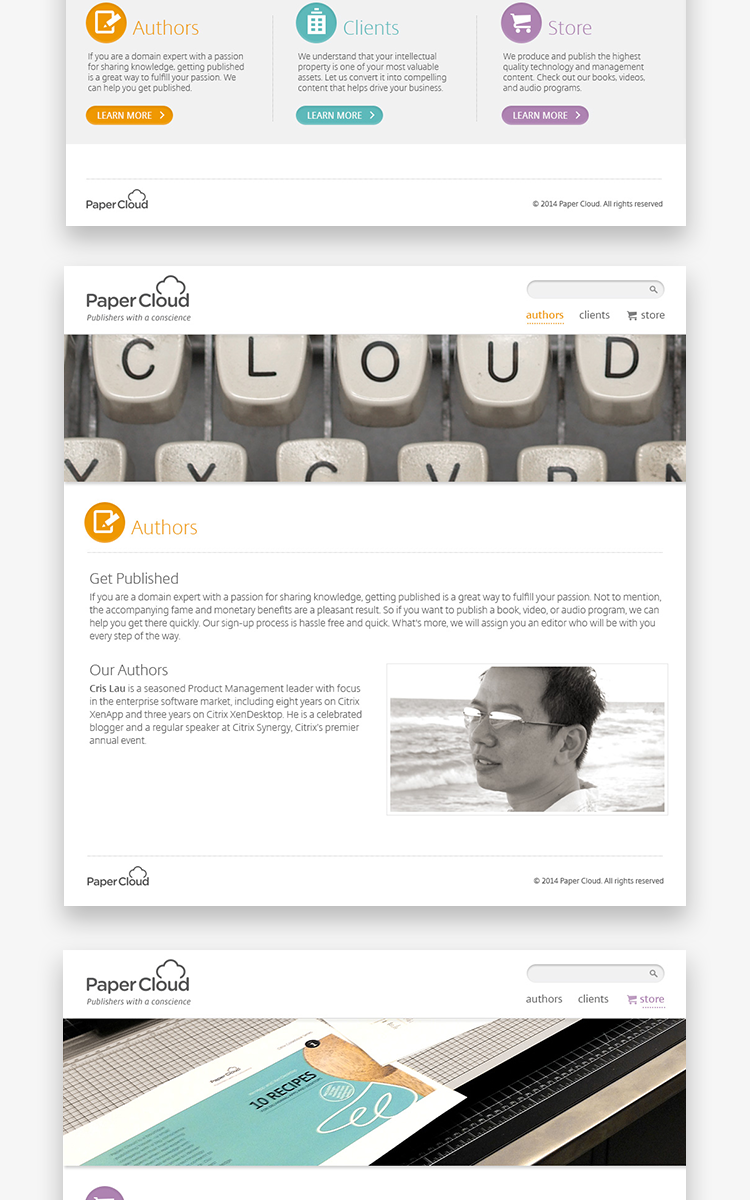 Authors
If you are a domain expert with a passion
for sharing knowledge, getting published
is a great way to fulfill your passion. We
can help you get published.
LEARN MORE
Clients
We understand that your intellectual
property is one of your most valuable
assets. Let us convert it into compelling
content that helps drive your business.
LEARN MORE
Store
We produce and publish the highest
quality technology and management
content. Check out our books, videos,
and audio programs.
LEARN MORE
Paper Cloud
© 2014 Paper Cloud. All rights reserved
Paper Cloud
Publishers with a conscience
authors clients store
C L O U D
Y X C V B N
Authors
Get Published
If you are a domain expert with a passion for sharing knowledge, getting published is a great way to fulfill your passion. Not to mention,
the accompanying fame and monetary benefits are a pleasant result. So if you want to publish a book, video, or audio program, we can
help you get there quickly. Our sign-up process is hassle free and quick. What's more, we will assign you an editor who will be with you
every step of the way.
Our Authors
Cris Lau is a seasoned Product Management leader with focus
in the enterprise software market, including eight years on Citrix
XenApp and three years on Citrix XenDesktop. He is a celebrated
blogger and a regular speaker at Citrix Synergy, Citrix's premier
annual event.
Paper Cloud
© 2014 Paper Cloud. All rights reserved
Paper Cloud
Publishers with a conscience
authors clients store
Paper Cloud
10 RECIPES